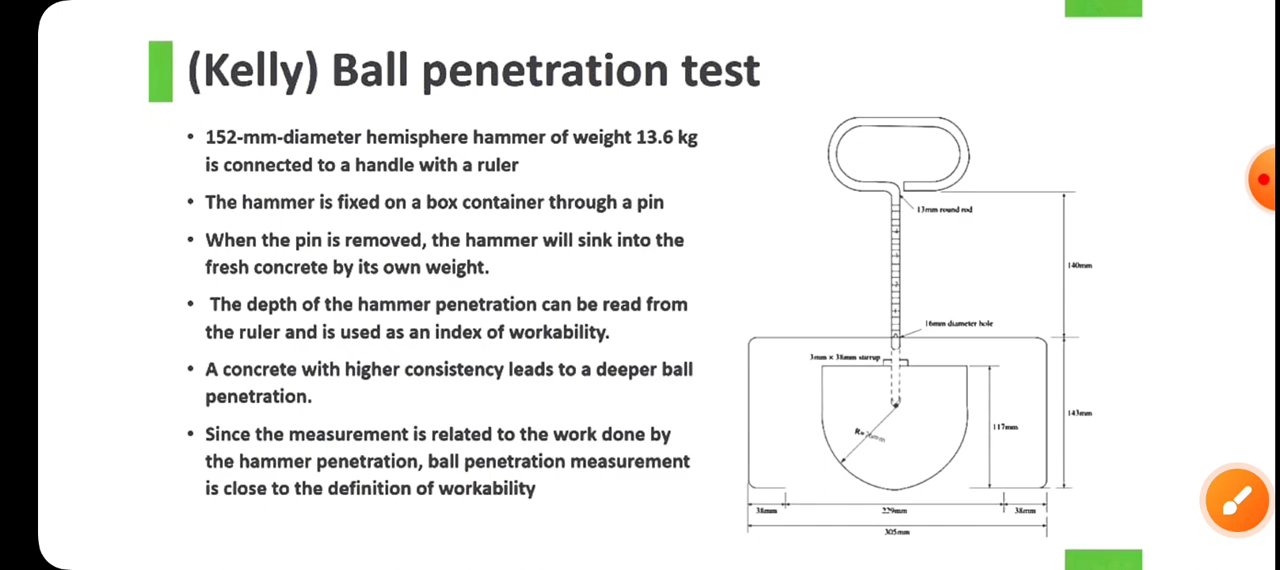 (Kelly) Ball penetration test
• 152-mm-diameter hemisphere hammer of weight 13.6 kg
is connected to a handle with a ruler
• The hammer is fixed on a box container through a pin
• When the pin is removed, the hammer will sink into the
fresh concrete by its own weight.
• The depth of the hammer penetration can be read from
the ruler and is used as an index of workability.
• A concrete with higher consistency leads to a deeper ball
penetration.
• Since the measurement is related to the work done by
the hammer penetration, ball penetration measurement
is close to the definition of workability
13mm round rod
140mm
16mm diameter hole
3mm × 38mm stirrup
143mm
117mm
38mm
229mm
38mm
305mm